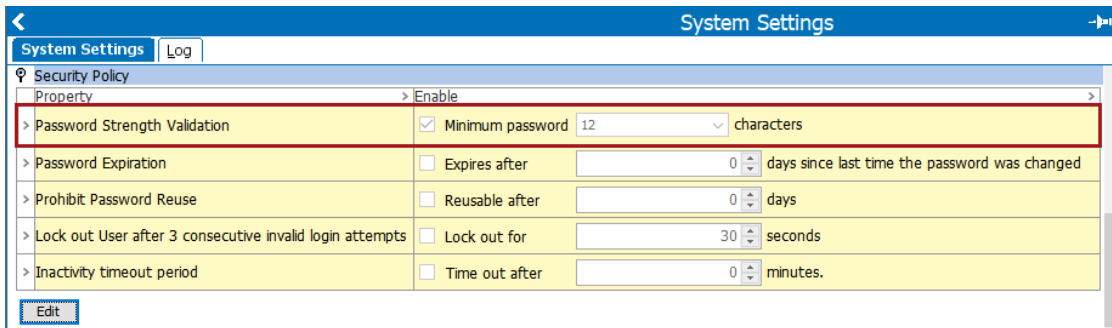 System Settings
System Settings Log
Security Policy
Property > Enable >
> Password Strength Validation Minimum password 12 characters
> Password Expiration Expires after 0 days since last time the password was changed
> Prohibit Password Reuse Reusable after 0 days
> Lock out User after 3 consecutive invalid login attempts Lock out for 30 seconds
> Inactivity timeout period Time out after 0 minutes.
Edit